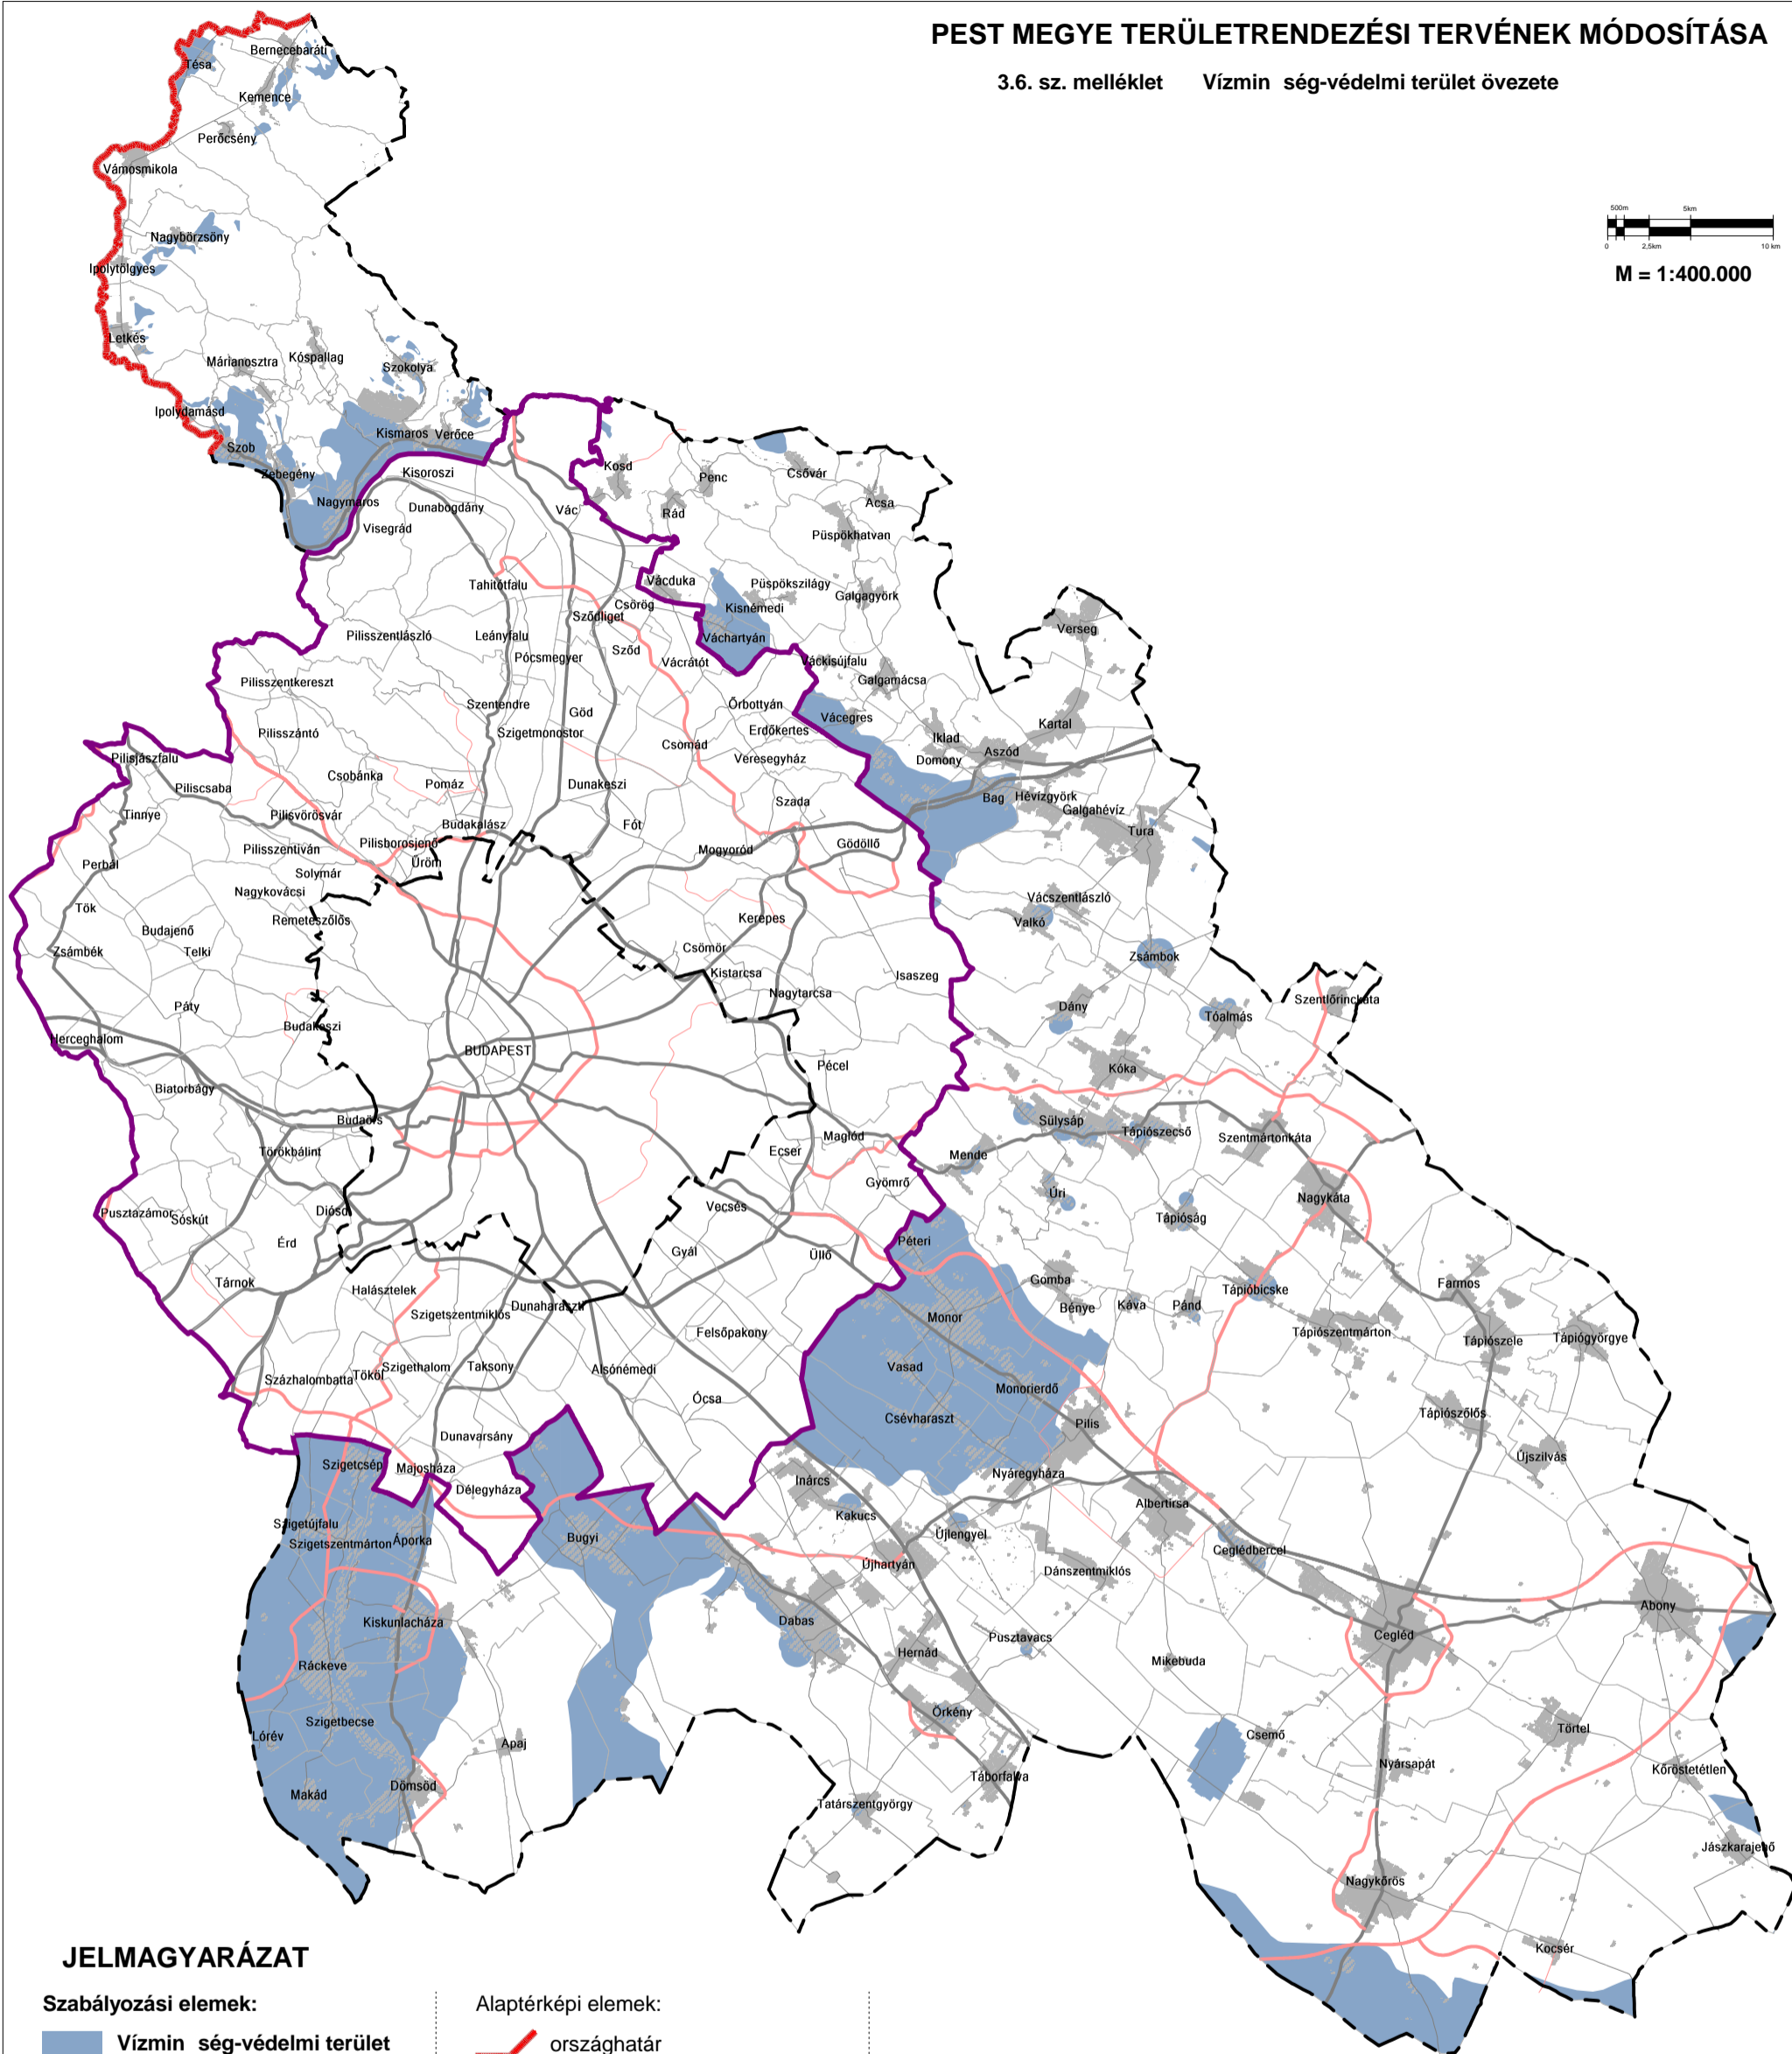 PEST MEGYE TERÜLETRENDEZÉSI TERVÉNEK MÓDOSÍTÁSA
3.6. sz. melléklet Vízmin ség-védelmi terület övezete
500m 5km
0 2,5km 10 km
M = 1:400.000
Bernecebaráti
Tésa
Kemence
Perőcsény
Vámosmikola
Nagybörzsöny
Ipolytölgyes
Letkés
Márianosztra
Kóspallag
Szokolya
Ipolydamásd
Szob
Kismaros
Verőce
Zebegény
Kisoroszi
Nagymaros
Dunabogdány
Visegrád
Vác
Kosd
Penc
Csővár
Rád
Acsa
Püspökhatvan
Tahitótfalu
Vácduka
Püspökszilágy
Csörög
Kisnémedi
Galgagyörk
Sződliget
Pilisszentlászló
Leányfalu
Sződ
Váchartyán
Verseg
Pócsmegyer
Vácrátót
Váckisújfalu
Galgamácsa
Pilisszentkereszt
Szentendre
Göd
Őrbottyán
Vácegres
Kartal
Pilisszántó
Szigetmonostor
Csomád
Erdőkertes
Iklad
Aszód
Domony
Pilisjászfalu
Veresegyház
Csobánka
Pomáz
Dunakeszi
Piliscsaba
Szada
Bag
Hévízgyörk
Galgahévíz
Tinnye
Pilisvörösvár
Budakalász
Fót
Tura
Pilisszentiván
Pilisborosjenő
Mogyoród
Gödöllő
Perbál
Üröm
Solymár
Nagykovácsi
Vácszentlászló
Tök
Remeteszőlős
Kerepes
Valkó
Budajenő
Zsámbék
Telki
Csömör
Zsámbok
Kistarcsa
Isaszeg
Nagytarcsa
Szentlőrinckáta
Páty
Dány
Tóalmás
Budakeszi
Herceghalom
BUDAPEST
Pécel
Kóka
Biatorbágy
Budaörs
Sülysáp
Maglód
Tápiószecső
Szentmártonkáta
Törökbálint
Ecser
Mende
Gyömrő
Úri
Nagykáta
Pusztazámor
Sóskút
Diósd
Vecsés
Tápióság
Érd
Gyál
Üllő
Péteri
Tárnok
Gomba
Farmos
Halásztelek
Tápióbicske
Szigetszentmiklós
Dunaharaszti
Bénye
Káva
Pánd
Monor
Felsőpakony
Tápiószentmárton
Tápiószele
Tápiógyörgye
Százhalombatta
Tököl
Szigethalom
Taksony
Alsónémedi
Vasad
Monorierdő
Ócsa
Csévharaszt
Pilis
Tápiószőlős
Dunavarsány
Szigetcsép
Majosháza
Újszilvás
Délegyháza
Inárcs
Nyáregyháza
Albertirsa
Kakucs
Szigetújfalu
Újlengyel
Szigetszentmárton
Áporka
Bugyi
Ceglédbercel
Újhartyán
Dánszentmiklós
Kiskunlacháza
Dabas
Abony
Cegléd
Pusztavacs
Hernád
Ráckeve
Mikebuda
Szigetbecse
Örkény
Lórév
Apaj
Csemő
Törtel
Nyársapát
Kőröstetétlen
Makád
Dömsöd
Táborfalva
Tatárszentgyörgy
Jászkarajenő
Nagykőrös
Kocsér
JELMAGYARÁZAT
Szabályozási elemek:
Alaptérképi elemek:
Vízmin ség-védelmi terület
országhatár